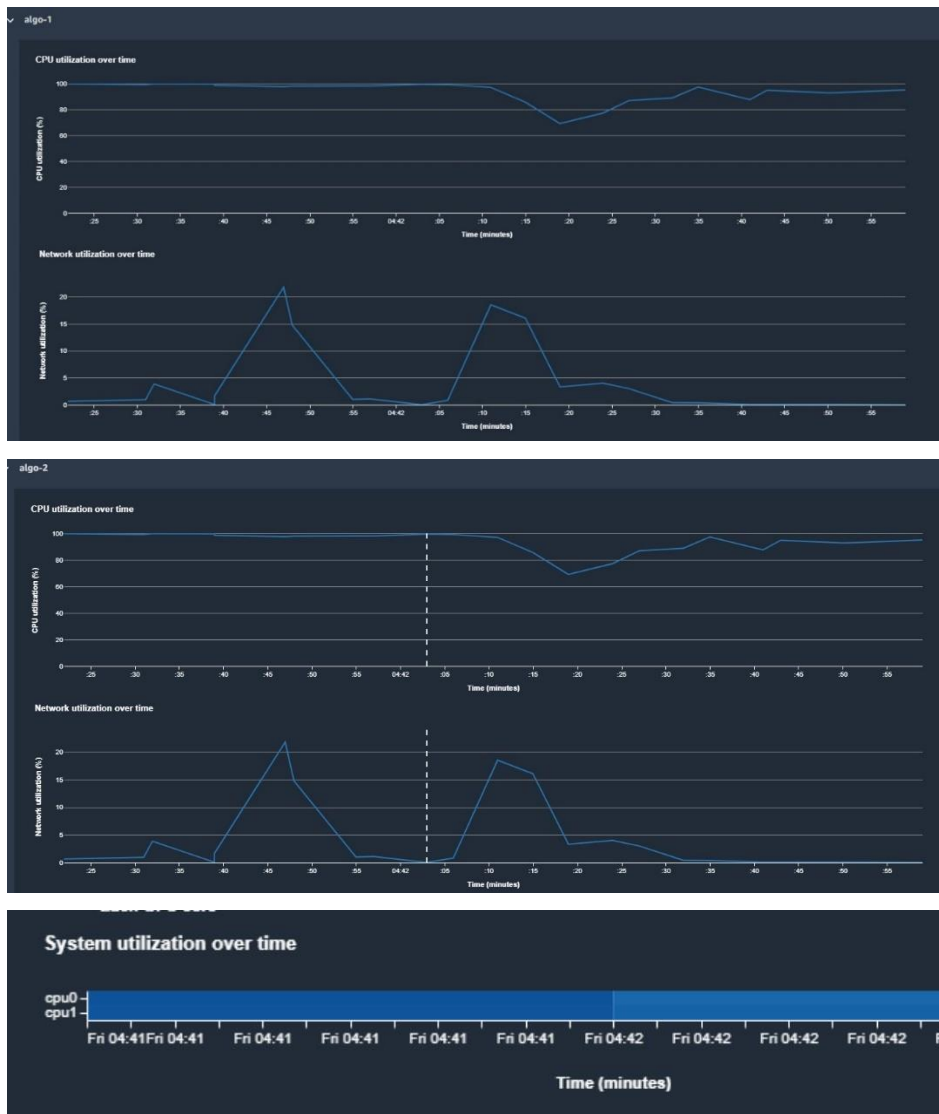 algo-1
CPU utilization over time
CPU utilization (%)
100
80
60
40
20
0
:25 :30 :35 :40 :45 :50 :55 04:42 :05 :10 :15 :20 :25 :30 :35 :40 :45 :50 :55
Time (minutes)
Network utilization over time
Network utilization (%)
20
15
10
5
0
:25 :30 :35 :40 :45 :50 :55 04:42 :05 :10 :15 :20 :25 :30 :35 :40 :45 :50 :55
Time (minutes)
algo-2
CPU utilization over time
CPU utilization (%)
100
80
60
40
20
0
:25 :30 :35 :40 :45 :50 :55 04:42 :05 :10 :15 :20 :25 :30 :35 :40 :45 :50 :55
Time (minutes)
Network utilization over time
Network utilization (%)
20
15
10
5
0
:25 :30 :35 :40 :45 :50 :55 04:42 :05 :10 :15 :20 :25 :30 :35 :40 :45 :50 :55
Time (minutes)
System utilization over time
cpu0
cpu1
Fri 04:41 Fri 04:41 Fri 04:41 Fri 04:41 Fri 04:41 Fri 04:41 Fri 04:42 Fri 04:42 Fri 04:42 Fri 04:42
Time (minutes)